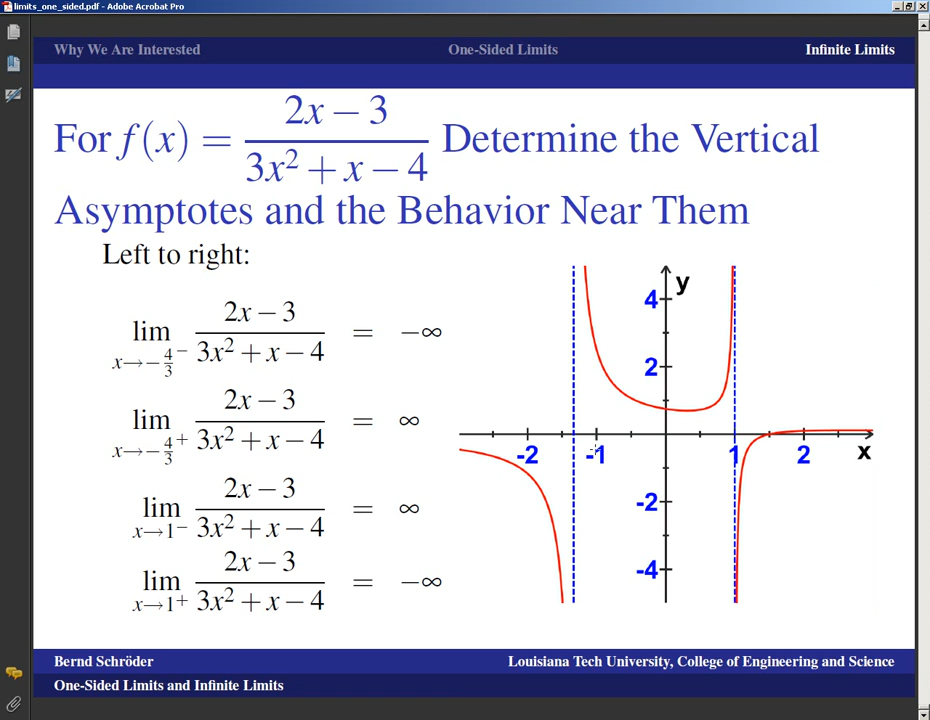 limits_one_sided.pdf - Adobe Acrobat Pro
Why We Are Interested One-Sided Limits Infinite Limits
For f(x) = (2x − 3)/(3x² + x − 4) Determine the Vertical
Asymptotes and the Behavior Near Them
Left to right:
lim x→−4/3⁻ (2x − 3)/(3x² + x − 4) = −∞
lim x→−4/3⁺ (2x − 3)/(3x² + x − 4) = ∞
lim x→1⁻ (2x − 3)/(3x² + x − 4) = ∞
lim x→1⁺ (2x − 3)/(3x² + x − 4) = −∞
y
4
2
-2 -1 1 2 x
-2
-4
Bernd Schröder Louisiana Tech University, College of Engineering and Science
One-Sided Limits and Infinite Limits